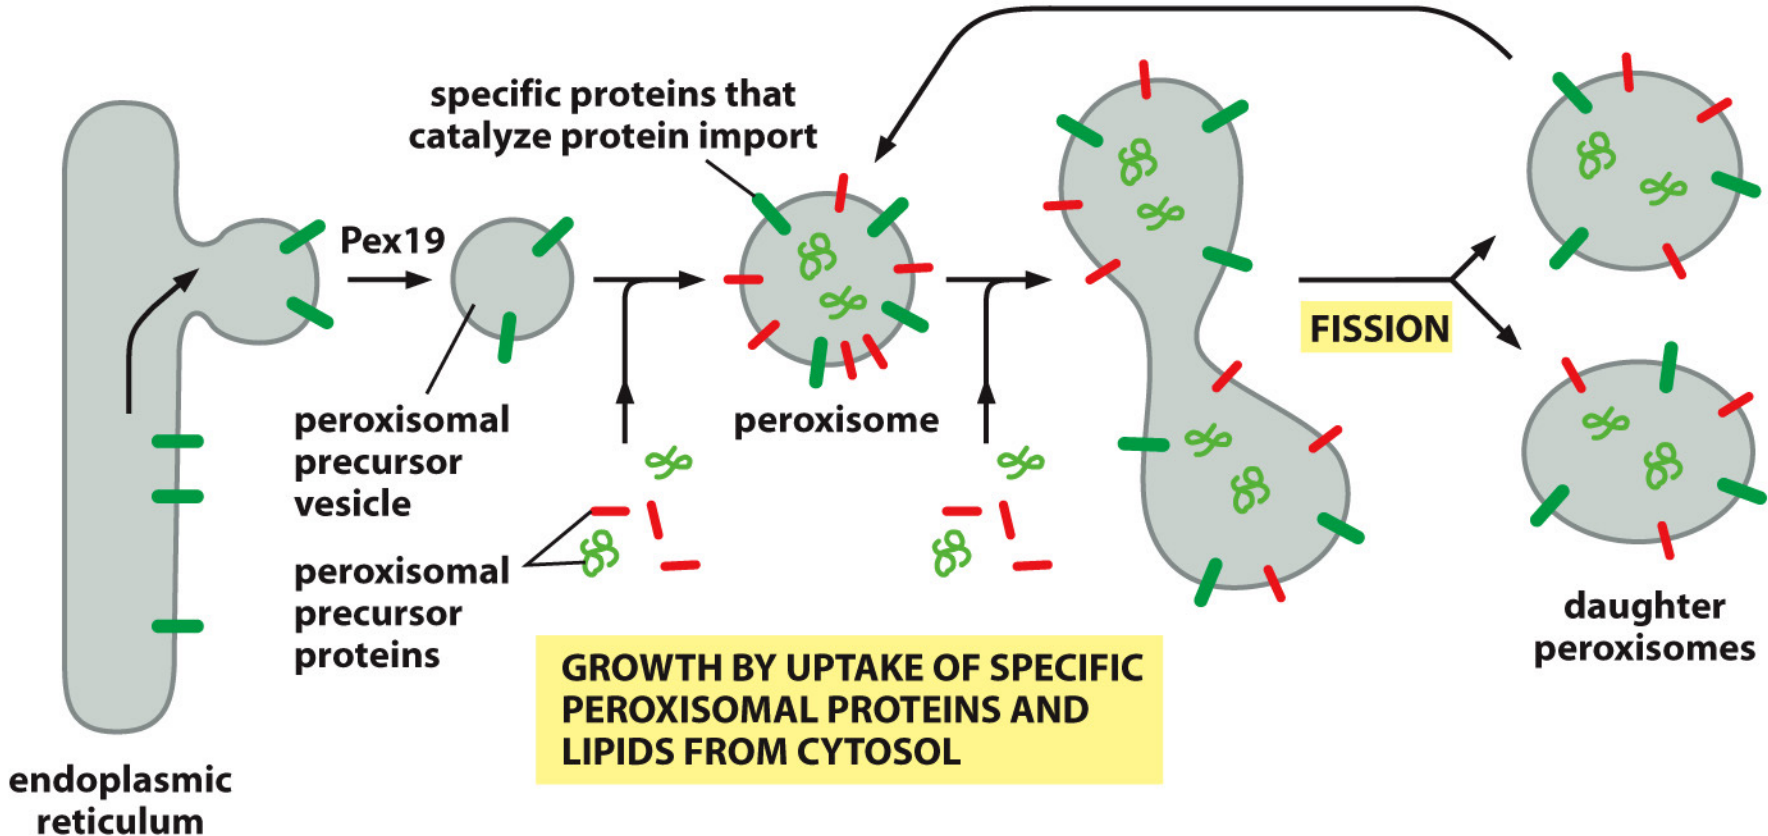 specific proteins that
catalyze protein import
Pex19
peroxisomal
precursor
vesicle
peroxisome
FISSION
peroxisomal
precursor
proteins
daughter
peroxisomes
GROWTH BY UPTAKE OF SPECIFIC
PEROXISOMAL PROTEINS AND
LIPIDS FROM CYTOSOL
endoplasmic
reticulum